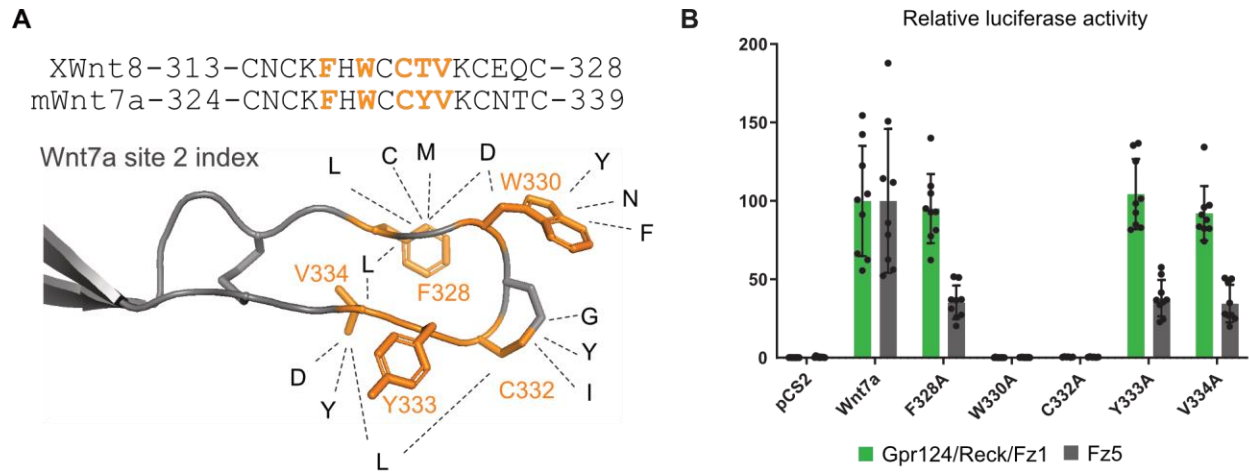 A
XWnt8-313-CNCKFHWCCTVKCEQC-328
mWnt7a-324-CNCKFHWCCYVKCNTC-339
Wnt7a site 2 index
L
C
M
D
Y
W330
N
F
V334
L
F328
G
Y
D
Y
Y333
C332
I
L
B
Relative luciferase activity
200
150
100
50
0
pCS2
Wnt7a
F328A
W330A
C332A
Y333A
V334A
Gpr124/Reck/Fz1
Fz5